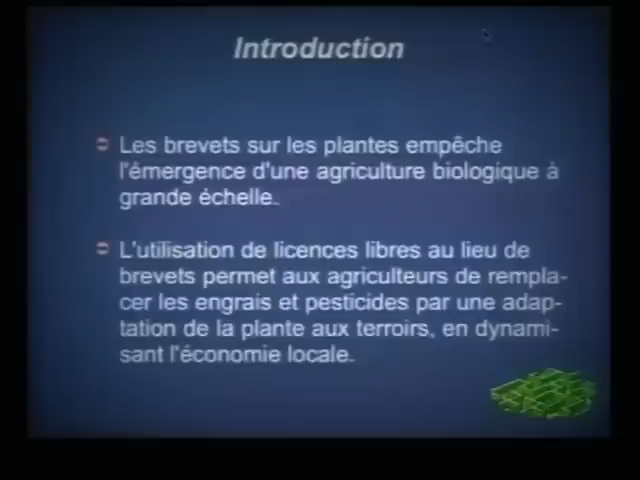 Introduction
Les brevets sur les plantes empêche
l'émergence d'une agriculture biologique à
grande échelle.
L'utilisation de licences libres au lieu de
brevets permet aux agriculteurs de rempla-
cer les engrais et pesticides par une adap-
tation de la plante aux terroirs, en dynami-
sant l'économie locale.